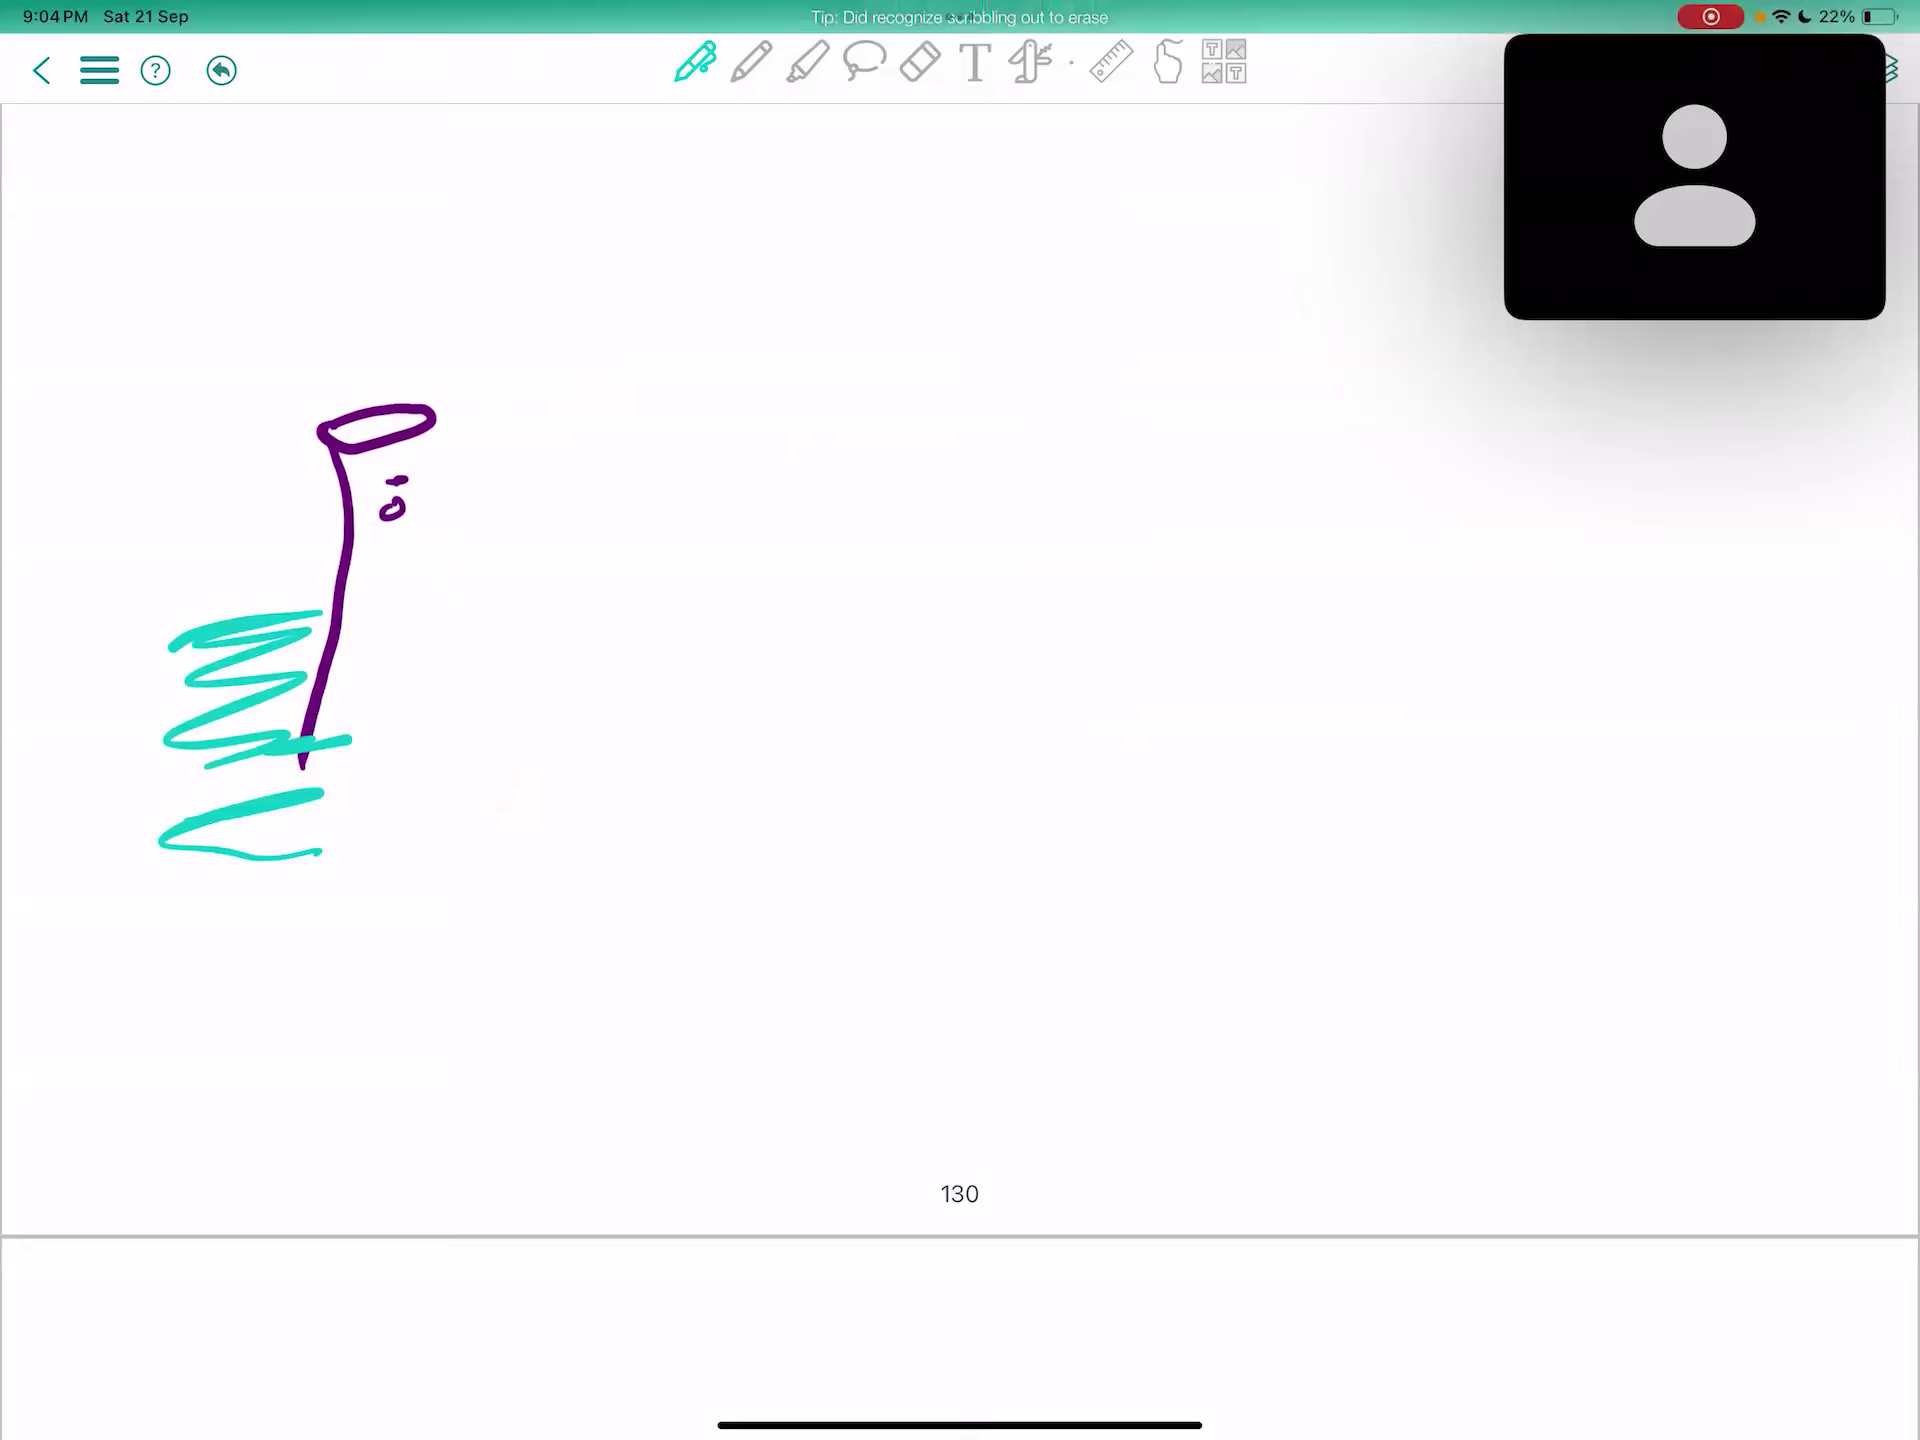 9:04 PM Sat 21 Sep
Tip: Did recognize scribbling out to erase
22%
?
T
130